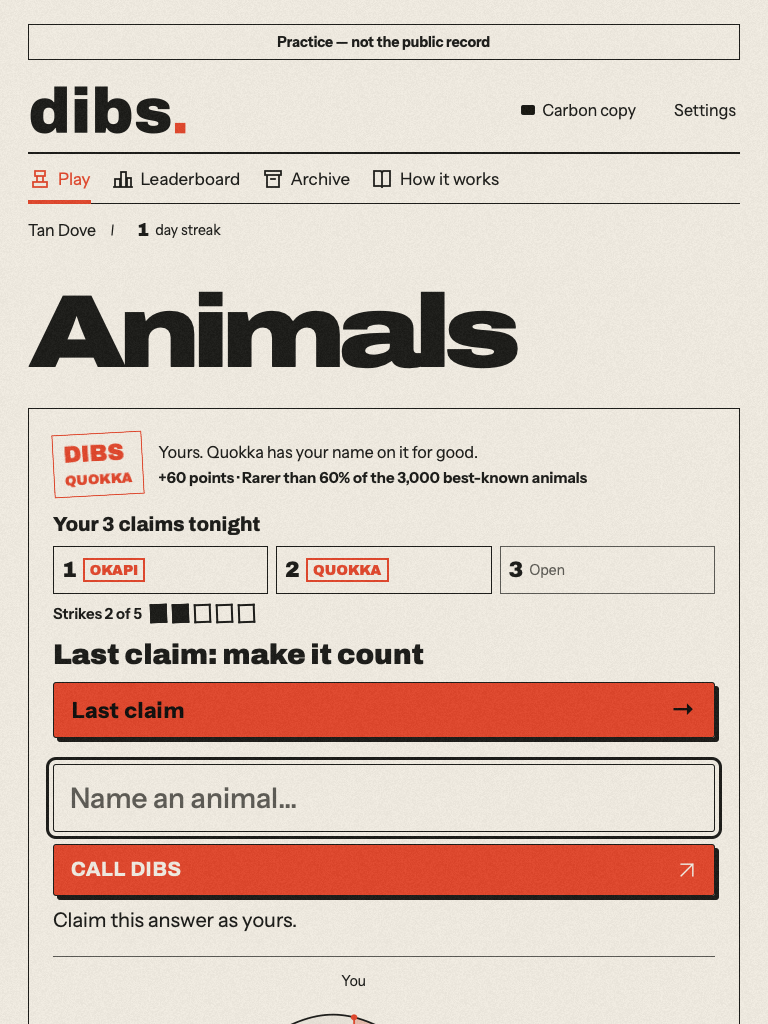 Practice — not the public record
dibs.
Carbon copy
Settings
Play
Leaderboard
Archive
How it works
Tan Dove / 1 day streak
Animals
DIBS
QUOKKA
Yours. Quokka has your name on it for good.
+60 points · Rarer than 60% of the 3,000 best-known animals
Your 3 claims tonight
1 OKAPI
2 QUOKKA
3 Open
Strikes 2 of 5
Last claim: make it count
Last claim →
Name an animal...
CALL DIBS
Claim this answer as yours.
You